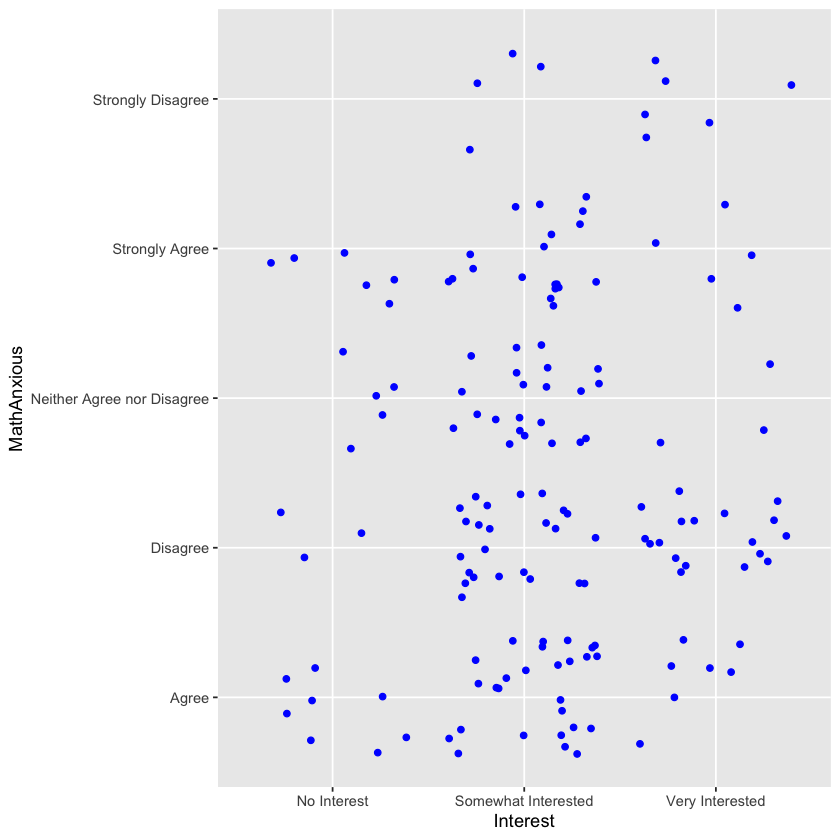 Strongly Disagree
Strongly Agree
Neither Agree nor Disagree
Disagree
Agree
MathAnxious
No Interest
Somewhat Interested
Very Interested
Interest